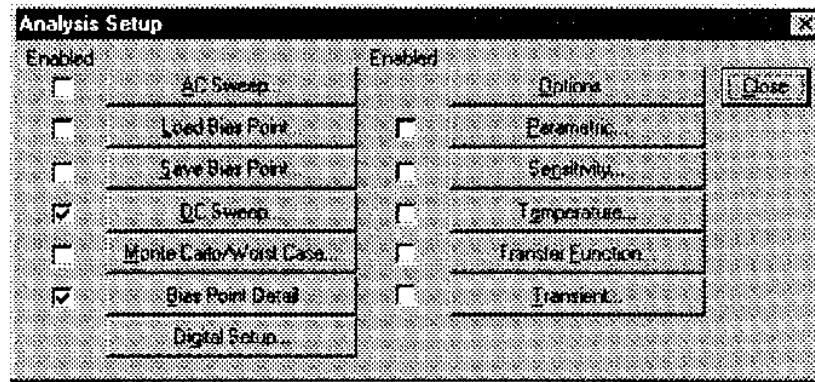 Analysis Setup
Enabled
AC Sweep...
Load Bias Point...
Save Bias Point...
DC Sweep...
Monte Carlo/Worst Case...
Bias Point Detail
Digital Setup...
Enabled
Options...
Parametric...
Sensitivity...
Temperature...
Transfer Function...
Transient...
Close